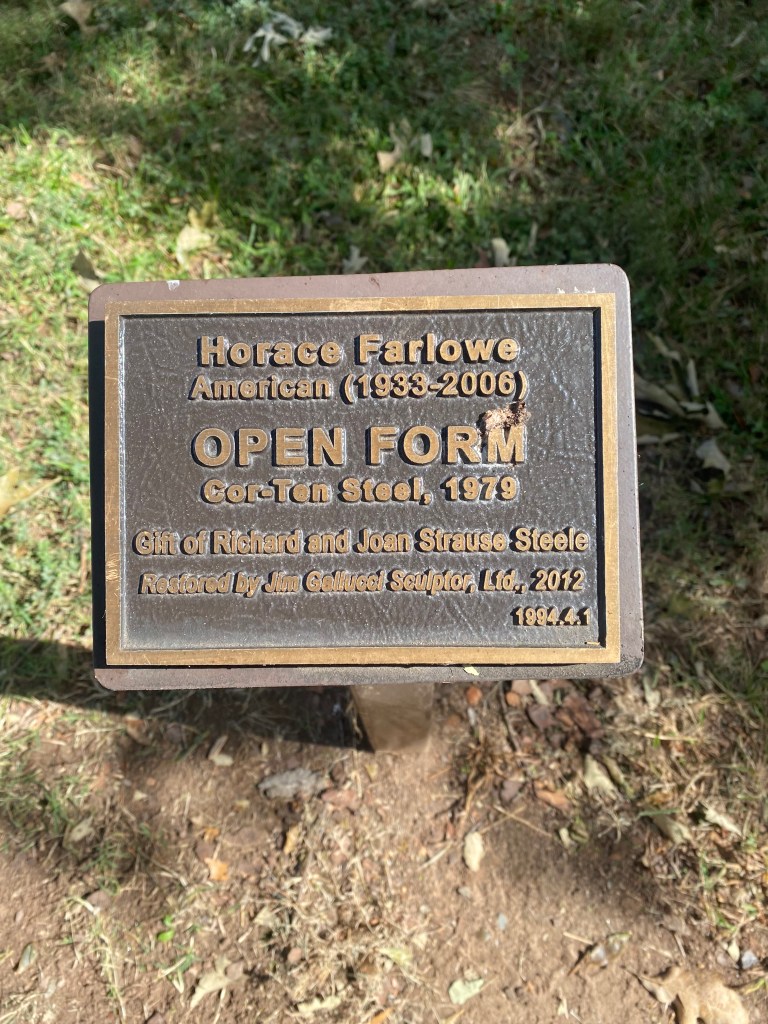 Horace Farlowe
American (1933-2006)
OPEN FORM
Cor-Ten Steel, 1979
Gift of Richard and Joan Strause Steele
Restored by Jim Gallucci Sculptor, Ltd., 2012
1994.4.1